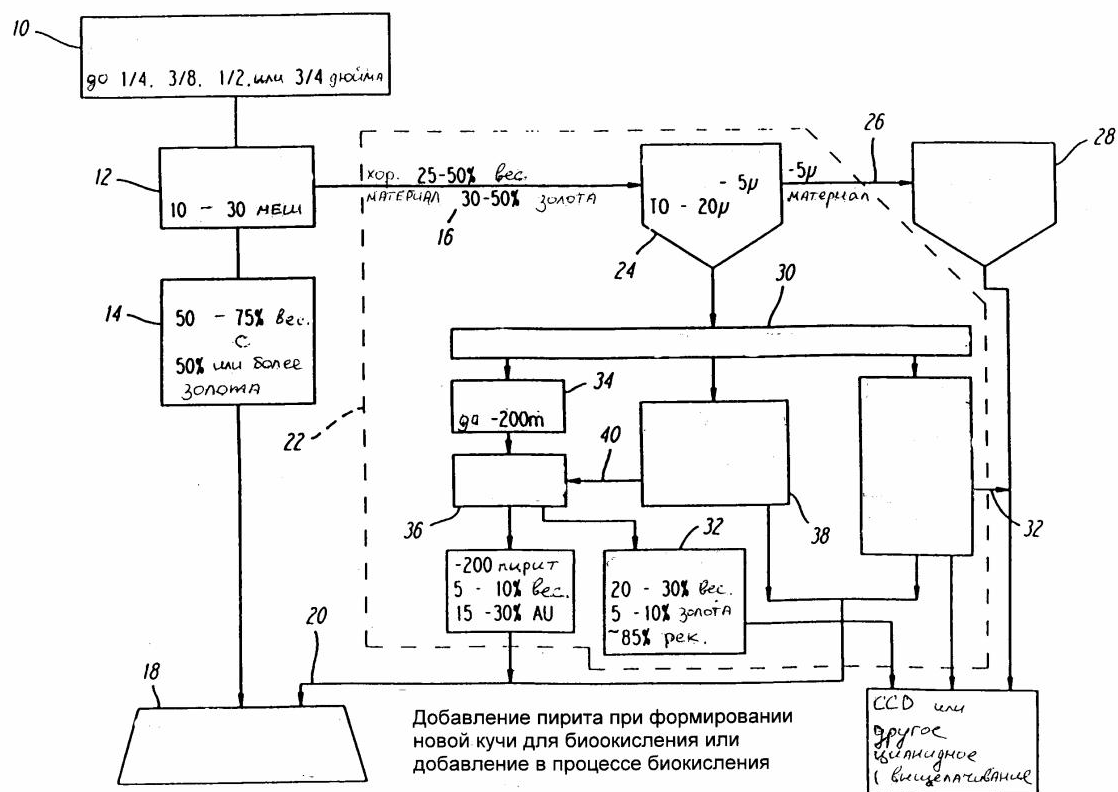 10
до 1/4, 3/8, 1/2, или 3/4 дюйма
12
10 - 30 меш
хор. 25-50% вес.
материал 30-50% золота
16
- 5μ
ТО - 20μ
24
-5μ
материал
26
28
14
50 - 75% вес.
с
50% или более
золота
22
30
34
до -200m
40
36
38
32
-200 пирит
5 - 10% вес.
15 -30% AU
32
20 - 30% вес.
5 -10% золота
~85% рек.
20
18
Добавление пирита при формировании
новой кучи для биоокисления или
добавление в процессе биокисления
CCD или
другое
цианидное
( выщелачивание